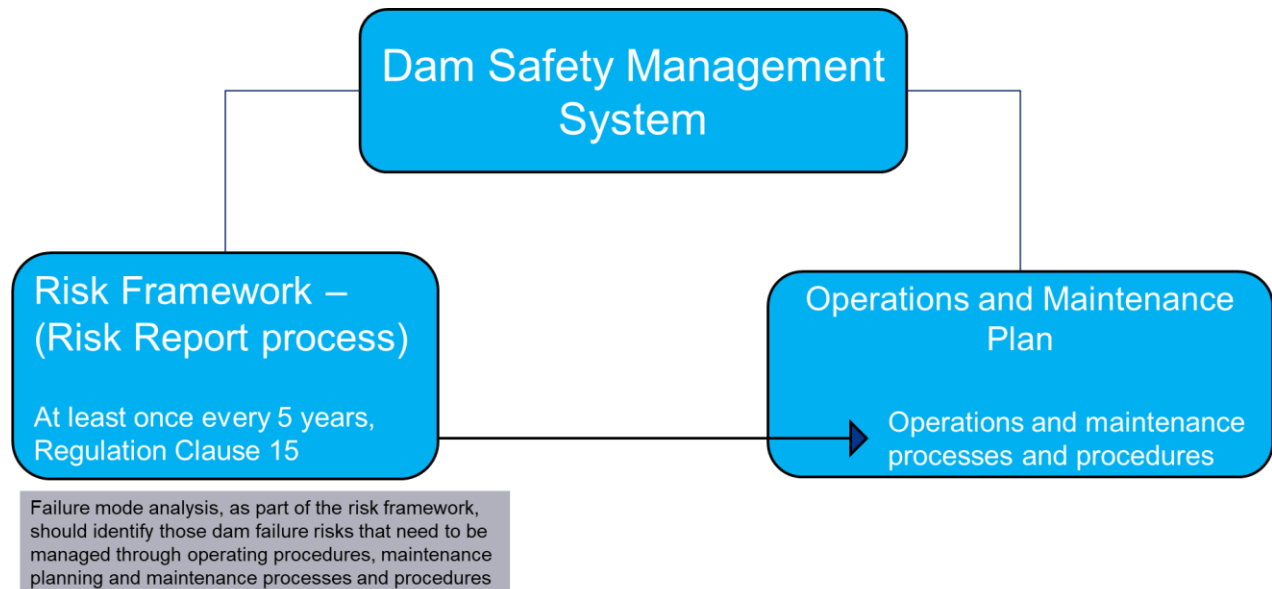 Dam Safety Management
System
Risk Framework –
(Risk Report process)
At least once every 5 years,
Regulation Clause 15
Operations and Maintenance
Plan
Operations and maintenance
processes and procedures
Failure mode analysis, as part of the risk framework,
should identify those dam failure risks that need to be
managed through operating procedures, maintenance
planning and maintenance processes and procedures